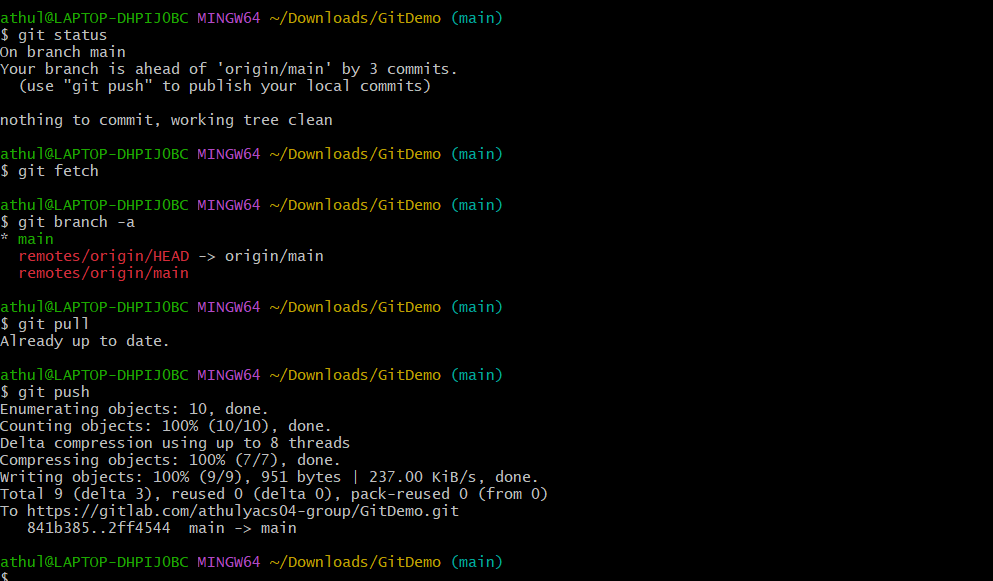 athul@LAPTOP-DHPIJ0BC MINGW64 ~/Downloads/GitDemo (main)
$ git status
On branch main
Your branch is ahead of 'origin/main' by 3 commits.
  (use "git push" to publish your local commits)

nothing to commit, working tree clean

athul@LAPTOP-DHPIJ0BC MINGW64 ~/Downloads/GitDemo (main)
$ git fetch

athul@LAPTOP-DHPIJ0BC MINGW64 ~/Downloads/GitDemo (main)
$ git branch -a
* main
  remotes/origin/HEAD -> origin/main
  remotes/origin/main

athul@LAPTOP-DHPIJ0BC MINGW64 ~/Downloads/GitDemo (main)
$ git pull
Already up to date.

athul@LAPTOP-DHPIJ0BC MINGW64 ~/Downloads/GitDemo (main)
$ git push
Enumerating objects: 10, done.
Counting objects: 100% (10/10), done.
Delta compression using up to 8 threads
Compressing objects: 100% (7/7), done.
Writing objects: 100% (9/9), 951 bytes | 237.00 KiB/s, done.
Total 9 (delta 3), reused 0 (delta 0), pack-reused 0 (from 0)
To https://gitlab.com/athulyacs04-group/GitDemo.git
   841b385..2ff4544  main -> main

athul@LAPTOP-DHPIJ0BC MINGW64 ~/Downloads/GitDemo (main)
$